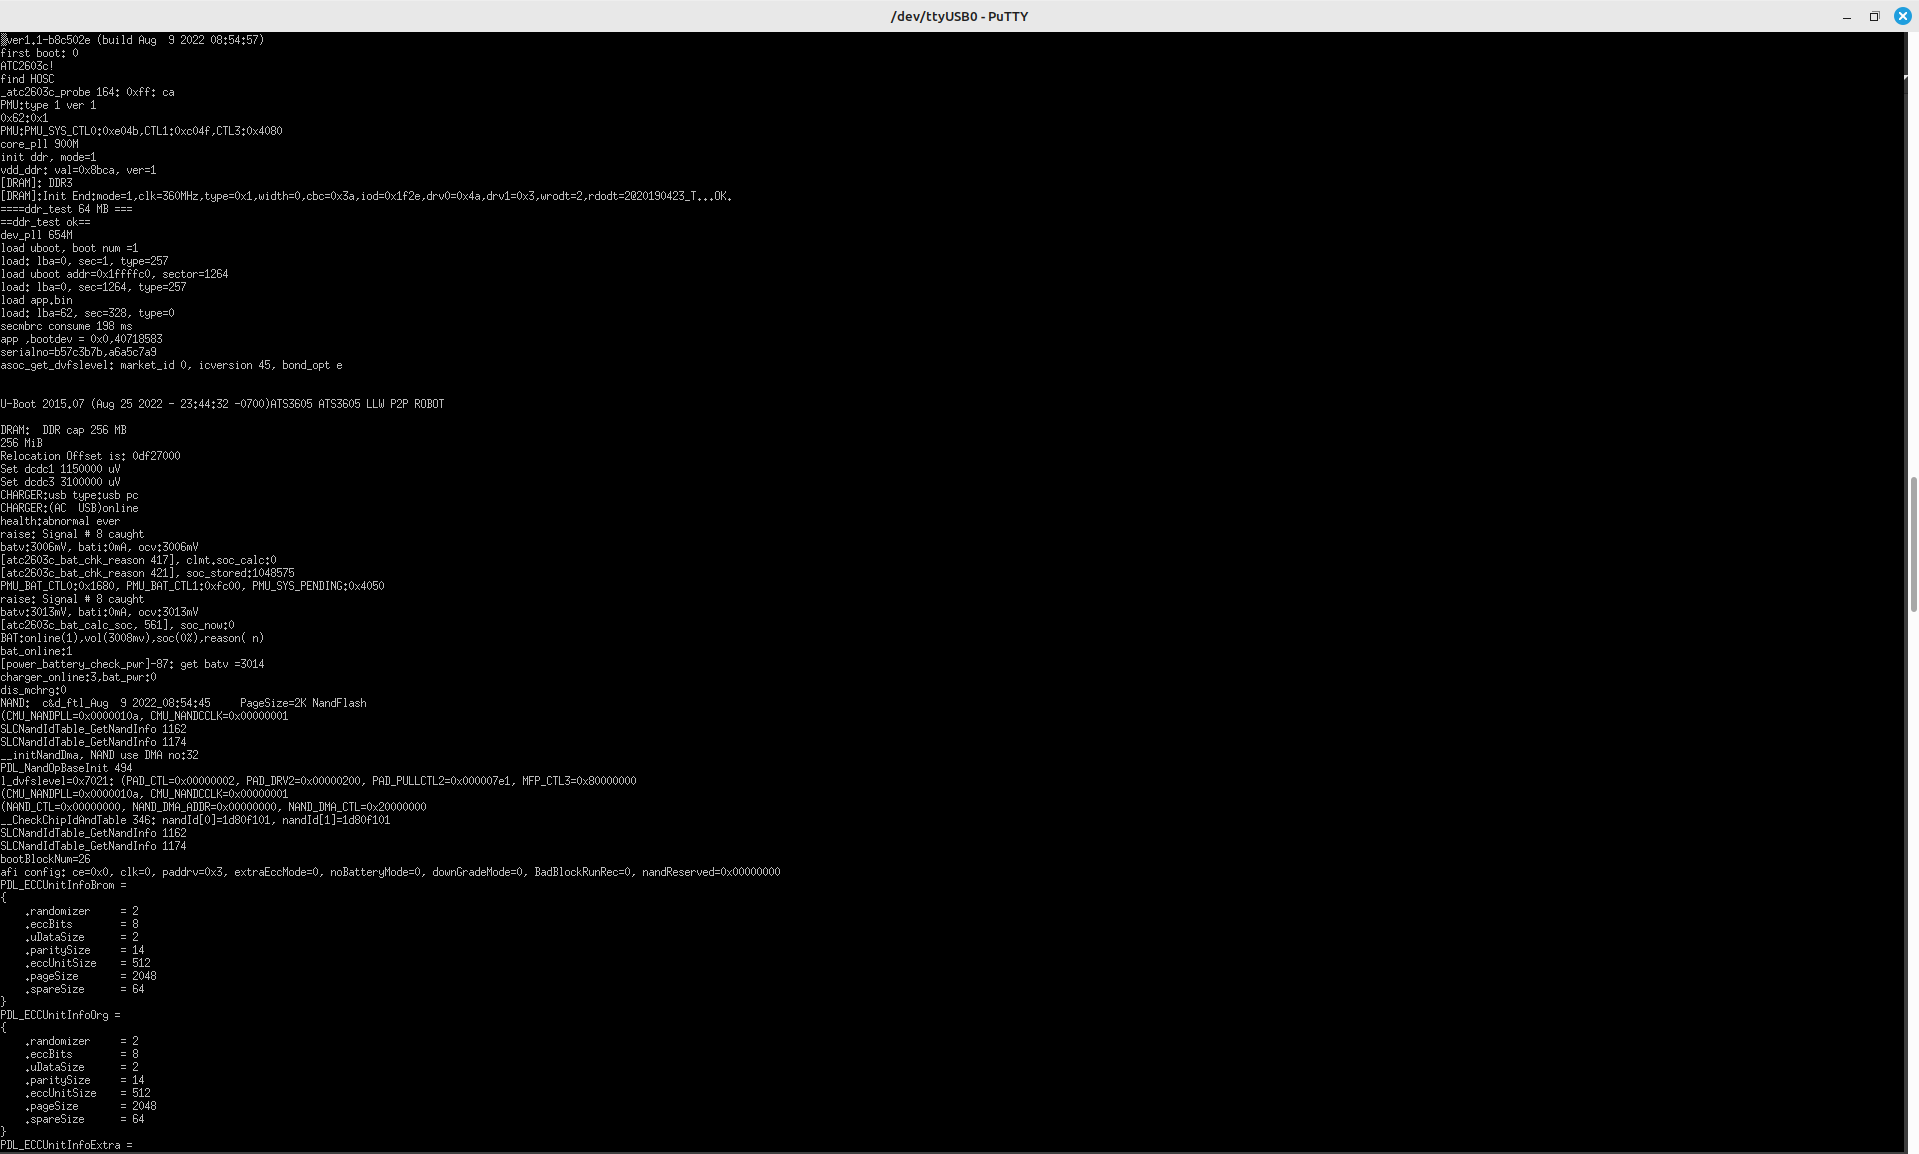 /dev/ttyUSB0 - PuTTY
ver1.1-b8c502e (build Aug  9 2022 08:54:57)
first boot: 0
ATC2603c!
find HOSC
_atc2603c_probe 164: 0xff: ca
PMU:type 1 ver 1
0x62:0x1
PMU:PMU_SYS_CTL0:0xe04b,CTL1:0xc04f,CTL3:0x4080
core_pll 900M
init ddr, mode=1
vdd_ddr: val=0x8bca, ver=1
[DRAM]: DDR3
[DRAM]:Init End:mode=1,clk=360MHz,type=0x1,width=0,cbc=0x3a,iod=0x1f2e,drv0=0x4a,drv1=0x3,wrodt=2,rdodt=2@20190423_T...OK.
====ddr_test 64 MB ===
==ddr_test ok==
dev_pll 654M
load uboot, boot num =1
load: lba=0, sec=1, type=257
load uboot addr=0x1ffffc0, sector=1264
load: lba=0, sec=1264, type=257
load app.bin
load: lba=62, sec=328, type=0
secmbrc consume 198 ms
app ,bootdev = 0x0,40718583
serialno=b57c3b7b,a6a5c7a9
asoc_get_dvfslevel: market_id 0, icversion 45, bond_opt e
U-Boot 2015.07 (Aug 25 2022 - 23:44:32 -0700)ATS3605 ATS3605 LLW P2P ROBOT
DRAM:  DDR cap 256 MB
256 MiB
Relocation Offset is: 0df27000
Set dcdc1 1150000 uV
Set dcdc3 3100000 uV
CHARGER:usb type:usb pc
CHARGER:(AC  USB)online
health:abnormal ever
raise: Signal # 8 caught
batv:3006mV, bati:0mA, ocv:3006mV
[atc2603c_bat_chk_reason 417], clmt.soc_calc:0
[atc2603c_bat_chk_reason 421], soc_stored:1048575
PMU_BAT_CTL0:0x1680, PMU_BAT_CTL1:0xfc00, PMU_SYS_PENDING:0x4050
raise: Signal # 8 caught
batv:3013mV, bati:0mA, ocv:3013mV
[atc2603c_bat_calc_soc, 561], soc_now:0
BAT:online(1),vol(3008mv),soc(0%),reason( n)
bat_online:1
[power_battery_check_pwr]-87: get batv =3014
charger_online:3,bat_pwr:0
dis_mchrg:0
NAND:  c&d_ftl_Aug  9 2022_08:54:45     PageSize=2K NandFlash
(CMU_NANDPLL=0x0000010a, CMU_NANDCCLK=0x00000001
SLCNandIdTable_GetNandInfo 1162
SLCNandIdTable_GetNandInfo 1174
__initNandDma, NAND use DMA no:32
PDL_NandOpBaseInit 494
l_dvfslevel=0x7021: (PAD_CTL=0x00000002, PAD_DRV2=0x00000200, PAD_PULLCTL2=0x000007e1, MFP_CTL3=0x80000000
(CMU_NANDPLL=0x0000010a, CMU_NANDCCLK=0x00000001
(NAND_CTL=0x00000000, NAND_DMA_ADDR=0x00000000, NAND_DMA_CTL=0x20000000
__CheckChipIdAndTable 346: nandId[0]=1d80f101, nandId[1]=1d80f101
SLCNandIdTable_GetNandInfo 1162
SLCNandIdTable_GetNandInfo 1174
bootBlockNum=26
afi config: ce=0x0, clk=0, paddrv=0x3, extraEccMode=0, noBatteryMode=0, downGradeMode=0, BadBlockRunRec=0, nandReserved=0x00000000
PDL_ECCUnitInfoBrom =
{
    .randomizer     = 2
    .eccBits        = 8
    .uDataSize      = 2
    .paritySize     = 14
    .eccUnitSize    = 512
    .pageSize       = 2048
    .spareSize      = 64
}
PDL_ECCUnitInfoOrg =
{
    .randomizer     = 2
    .eccBits        = 8
    .uDataSize      = 2
    .paritySize     = 14
    .eccUnitSize    = 512
    .pageSize       = 2048
    .spareSize      = 64
}
PDL_ECCUnitInfoExtra =